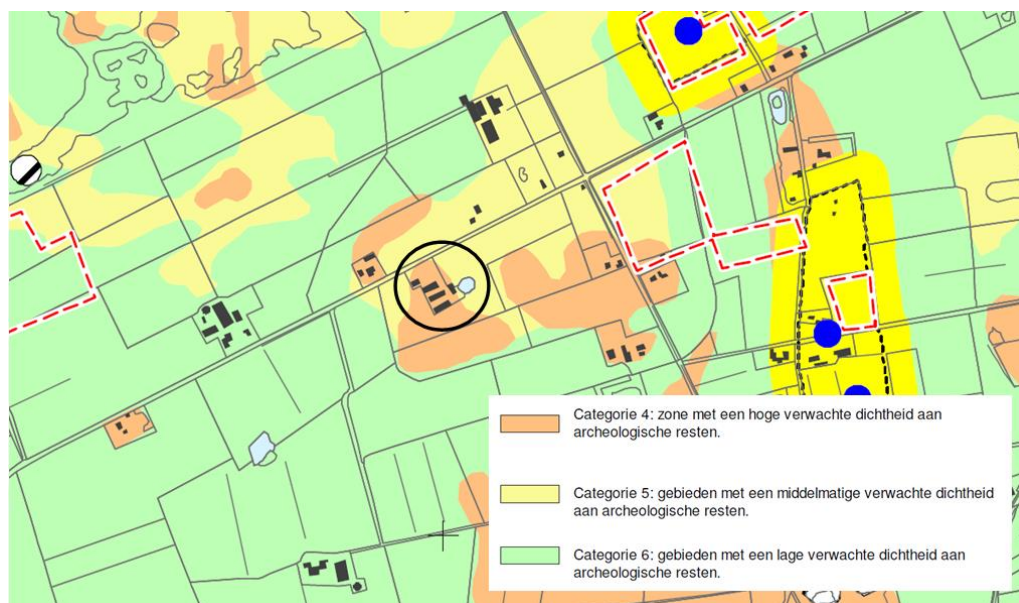 Categorie 4: zone met een hoge verwachte dichtheid aan
archeologische resten.
Categorie 5: gebieden met een middelmatige verwachte dichtheid
aan archeologische resten.
Categorie 6: gebieden met een lage verwachte dichtheid aan
archeologische resten.